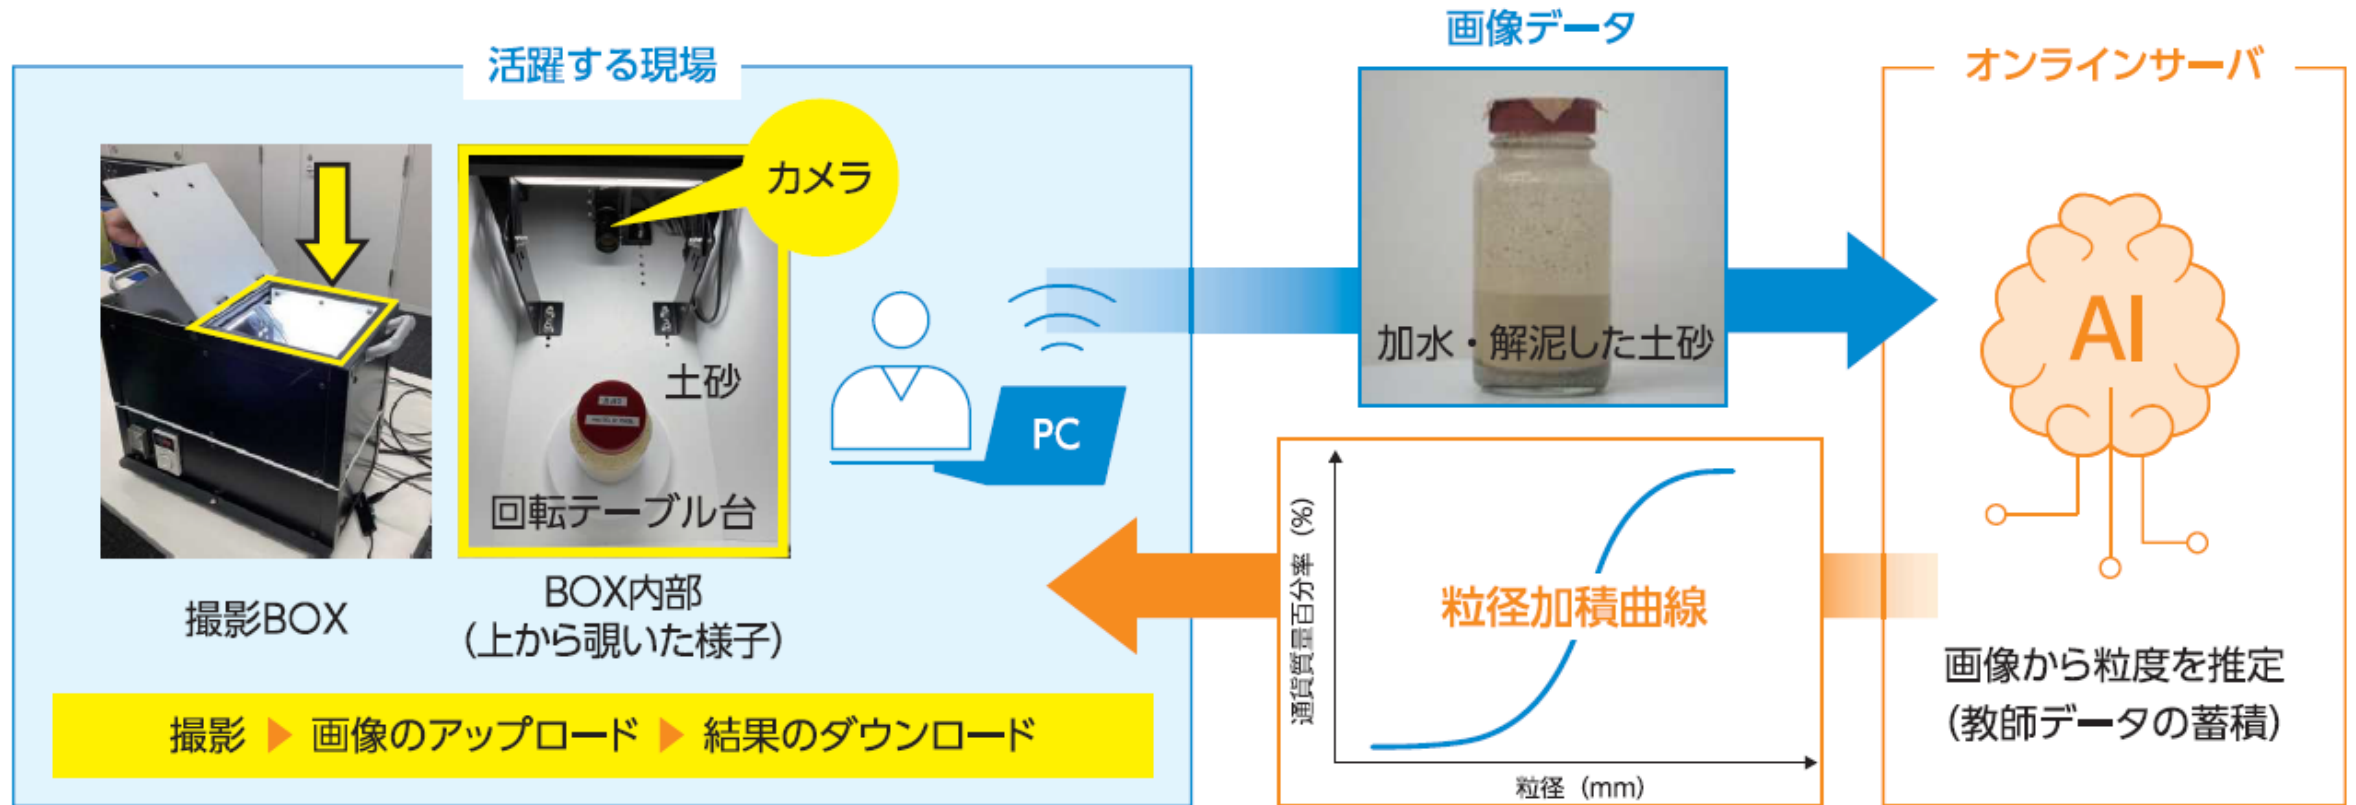 活躍する現場
カメラ
土砂
回転テーブル台
撮影BOX
BOX内部
(上から覗いた様子)
PC
撮影 ▶ 画像のアップロード ▶ 結果のダウンロード
画像データ
加水・解泥した土砂
通貨質量百分率 (%)
粒径加積曲線
粒径 (mm)
オンラインサーバ
AI
画像から粒度を推定
(教師データの蓄積)